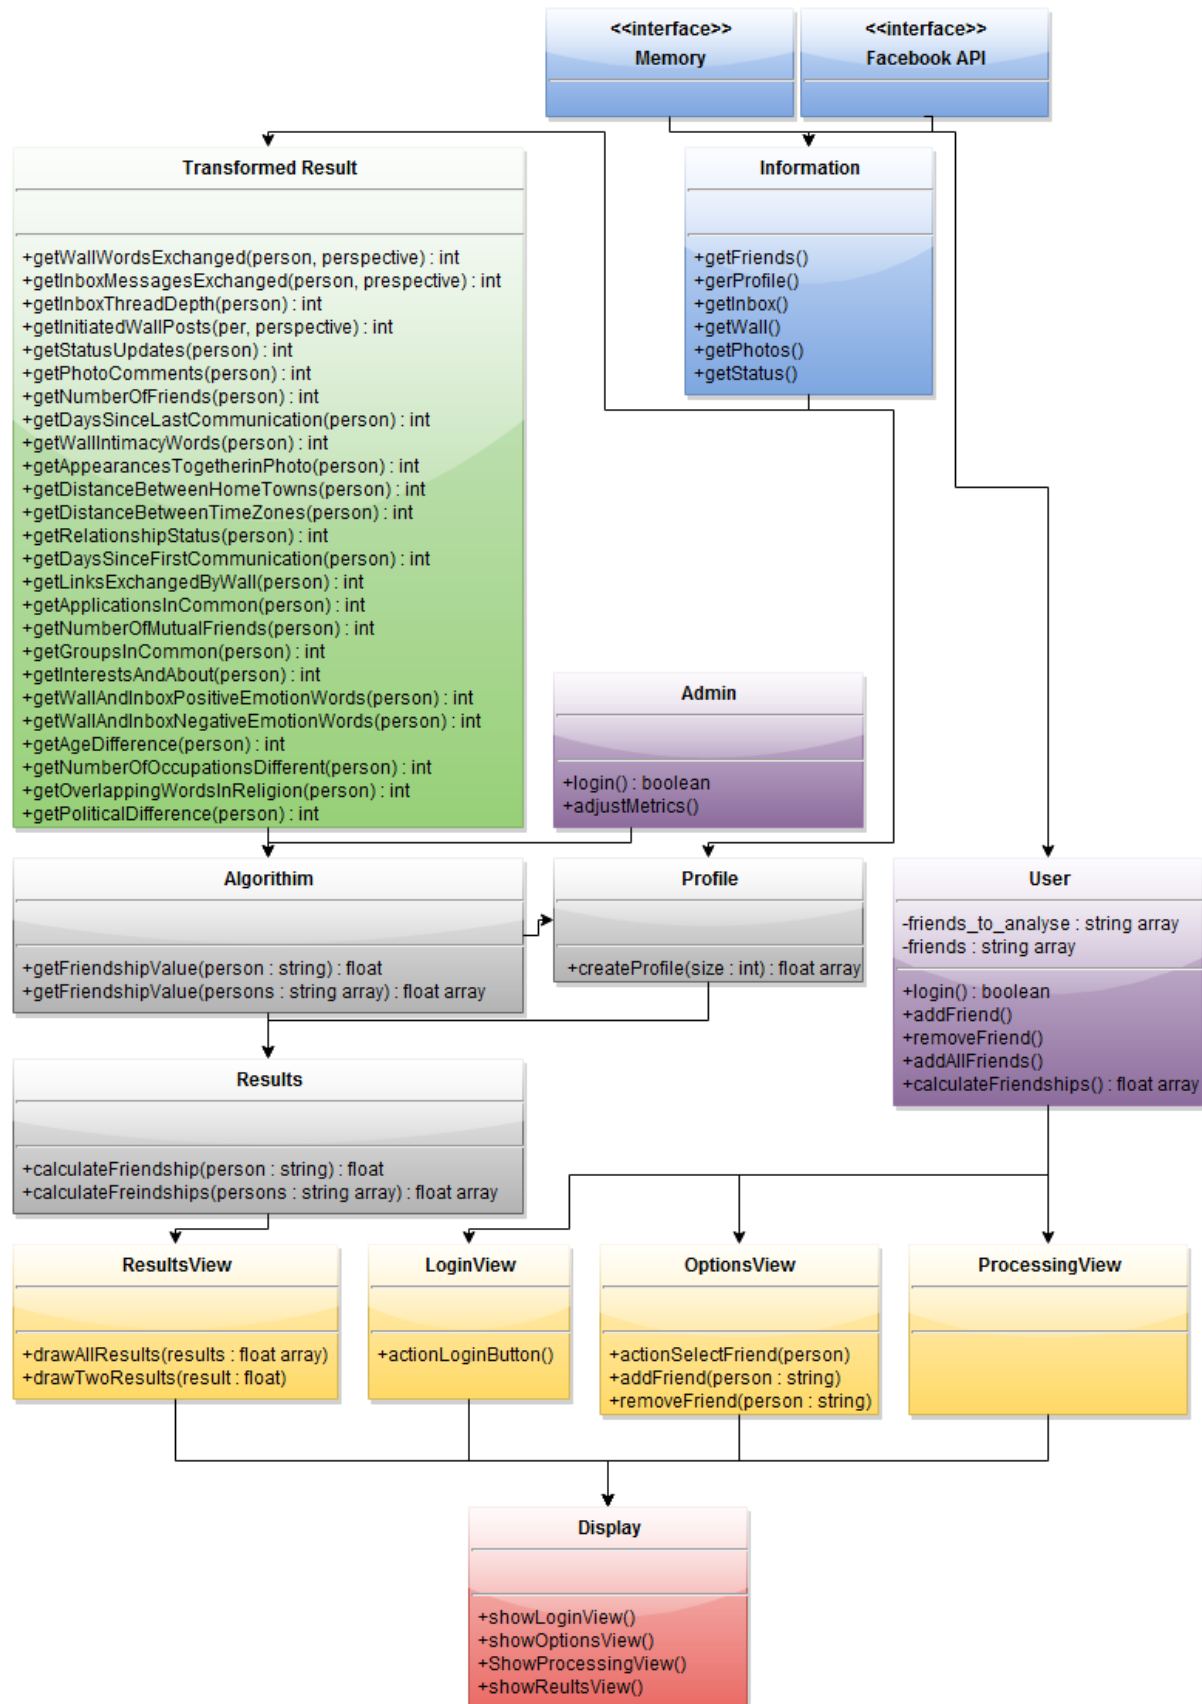 <<interface>>
Memory
<<interface>>
Facebook API
Transformed Result
+getWallWordsExchanged(person, perspective) : int
+getInboxMessagesExchanged(person, prespective) : int
+getInboxThreadDepth(person) : int
+getInitiatedWallPosts(per, perspective) : int
+getStatusUpdates(person) : int
+getPhotoComments(person) : int
+getNumberOfFriends(person) : int
+getDaysSinceLastCommunication(person) : int
+getWallIntimacyWords(person) : int
+getAppearancesTogetherinPhoto(person) : int
+getDistanceBetweenHomeTowns(person) : int
+getDistanceBetweenTimeZones(person) : int
+getRelationshipStatus(person) : int
+getDaysSinceFirstCommunication(person) : int
+getLinksExchangedByWall(person) : int
+getApplicationsInCommon(person) : int
+getNumberOfMutualFriends(person) : int
+getGroupsInCommon(person) : int
+getInterestsAndAbout(person) : int
+getWallAndInboxPositiveEmotionWords(person) : int
+getWallAndInboxNegativeEmotionWords(person) : int
+getAgeDifference(person) : int
+getNumberOfOccupationsDifferent(person) : int
+getOverlappingWordsInReligion(person) : int
+getPoliticalDifference(person) : int
Information
+getFriends()
+gerProfile()
+getInbox()
+getWall()
+getPhotos()
+getStatus()
Admin
+login() : boolean
+adjustMetrics()
Algorithim
+getFriendshipValue(person : string) : float
+getFriendshipValue(persons : string array) : float array
Profile
+createProfile(size : int) : float array
User
-friends_to_analyse : string array
-friends : string array
+login() : boolean
+addFriend()
+removeFriend()
+addAllFriends()
+calculateFriendships() : float array
Results
+calculateFriendship(person : string) : float
+calculateFreindships(persons : string array) : float array
ResultsView
+drawAllResults(results : float array)
+drawTwoResults(result : float)
LoginView
+actionLoginButton()
OptionsView
+actionSelectFriend(person)
+addFriend(person : string)
+removeFriend(person : string)
ProcessingView
Display
+showLoginView()
+showOptionsView()
+ShowProcessingView()
+showReultsView()